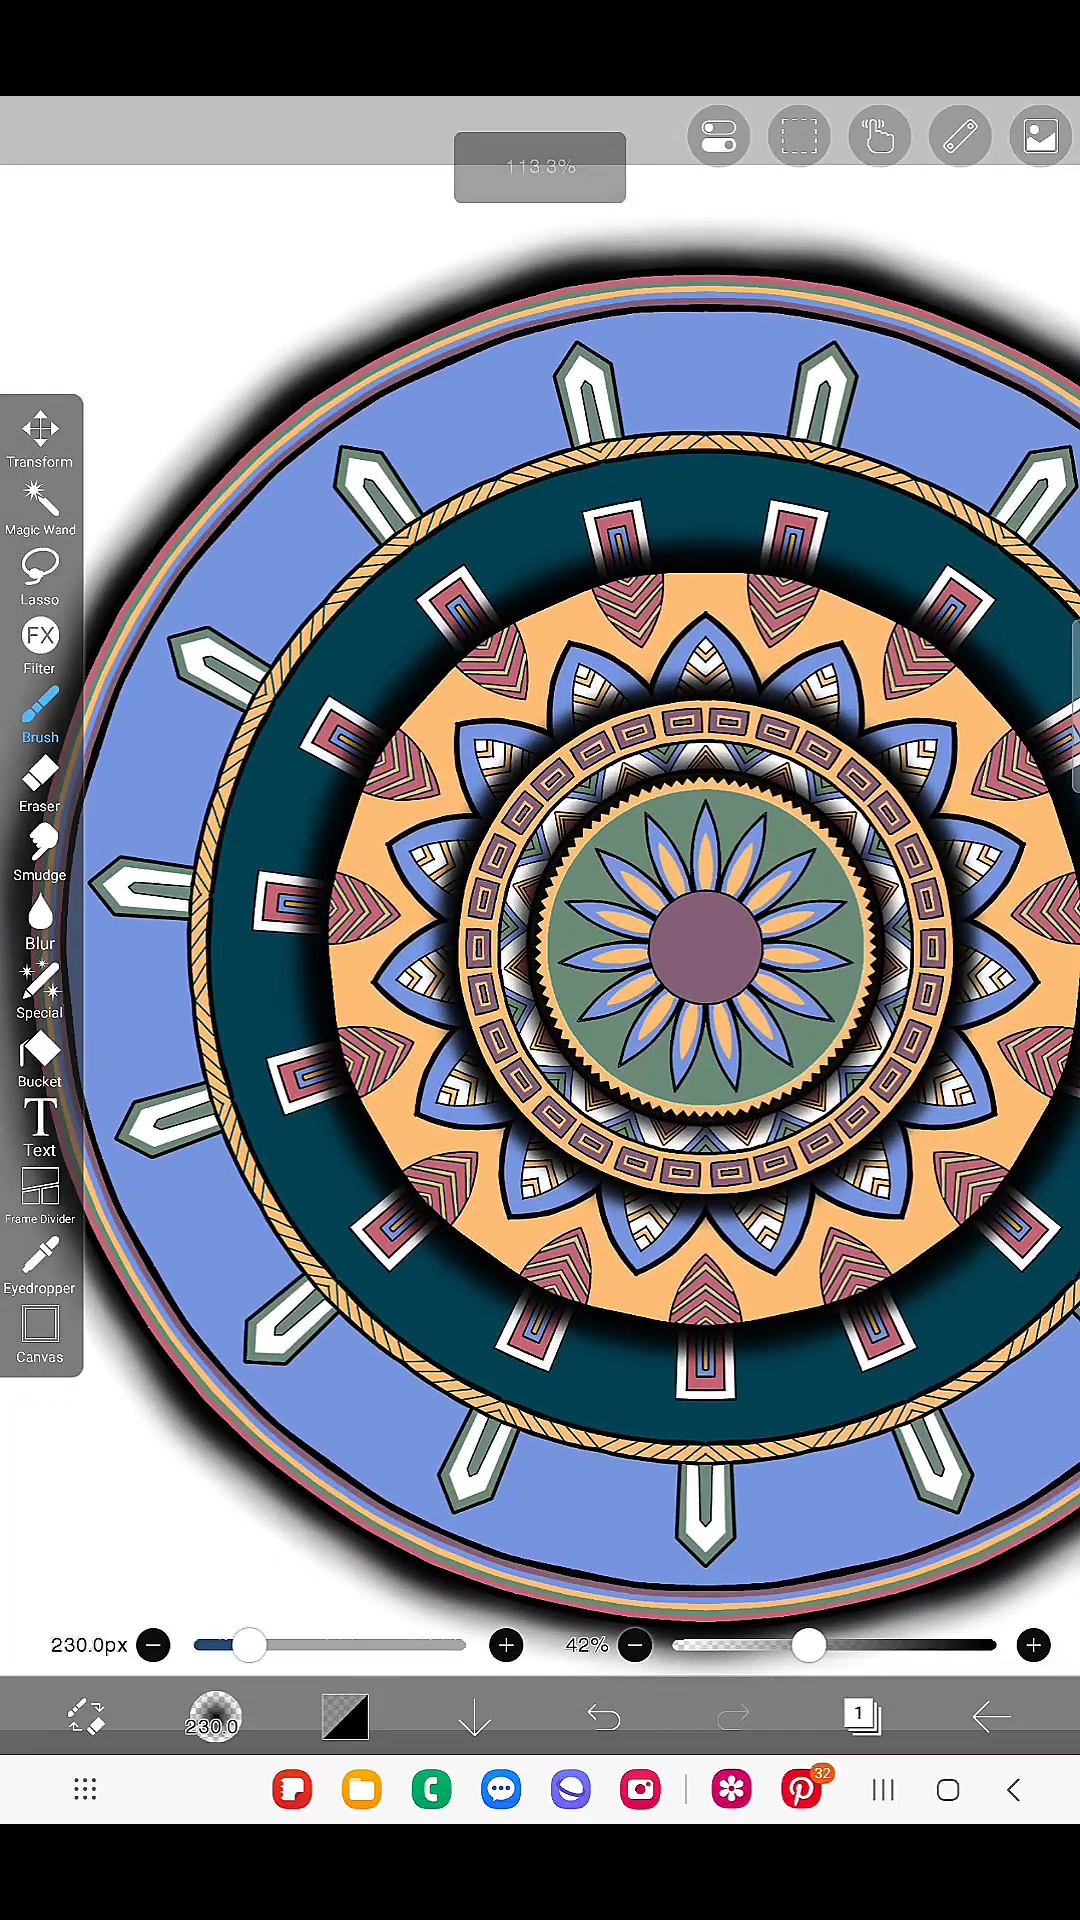 113.3%
Transform
Magic Wand
Lasso
FX
Filter
Brush
Eraser
Smudge
Blur
Special
Bucket
T
Text
Frame Divider
Eyedropper
Canvas
230.0px
42%
230.0
1
32